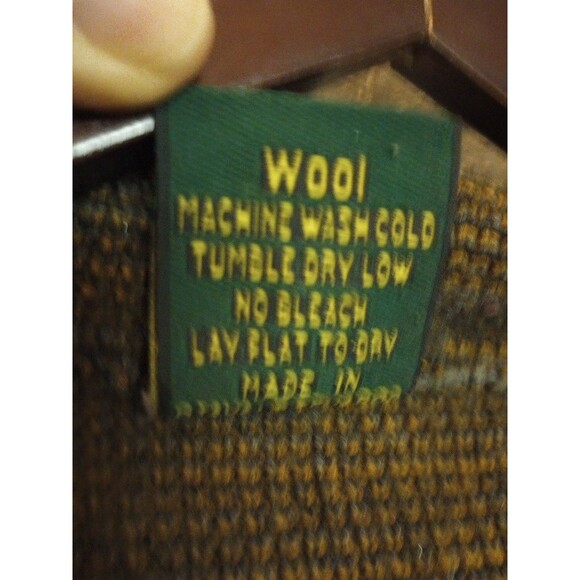 Wool
MACHINE WASH COLD
TUMBLE DRY LOW
NO BLEACH
LAY FLAT TO DRY
MADE IN